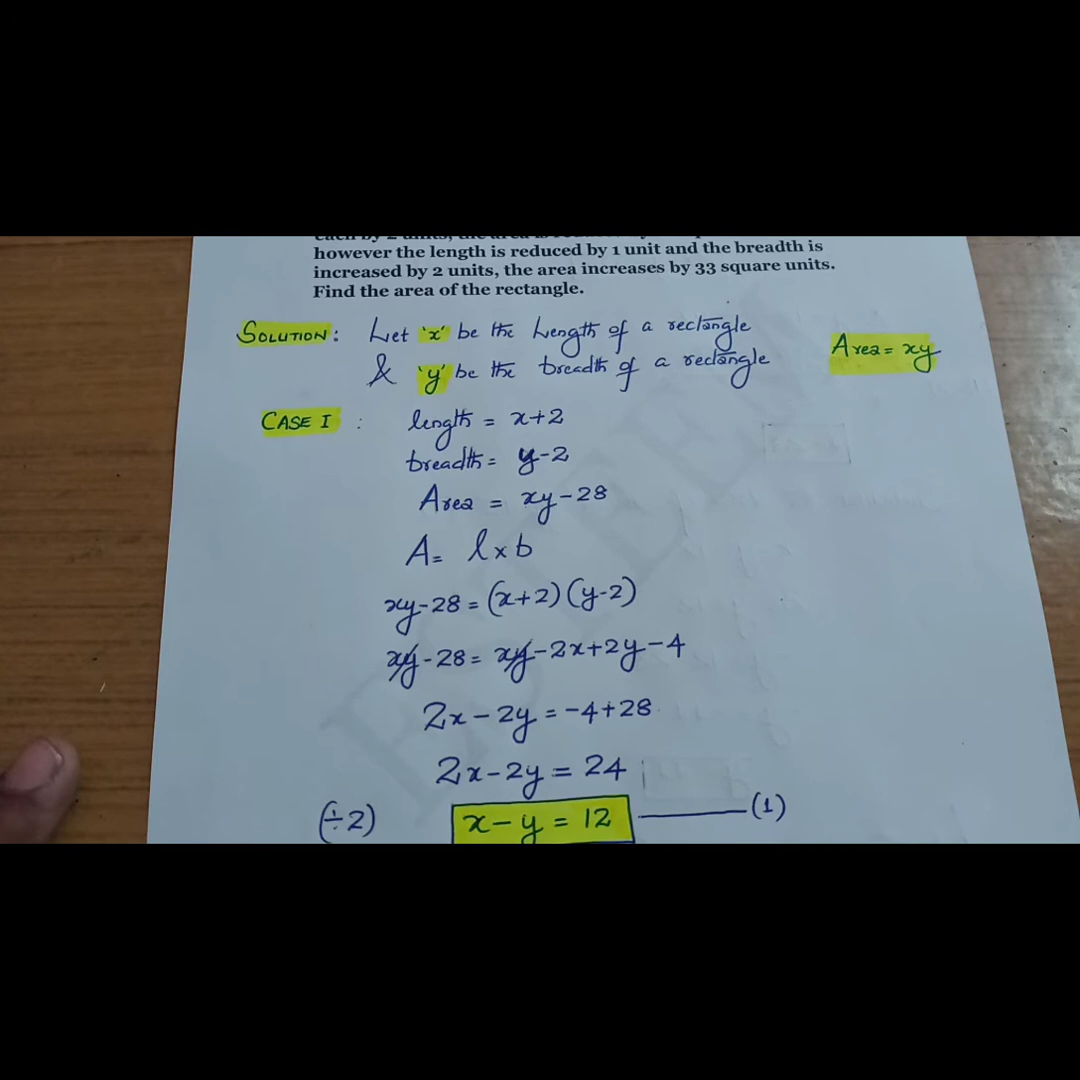 however the length is reduced by 1 unit and the breadth is
increased by 2 units, the area increases by 33 square units.
Find the area of the rectangle.
SOLUTION : Let 'x' be the Length of a rectangle
& 'y' be the breadth of a rectangle
Area = xy
CASE I : length = x+2
breadth = y-2
Area = xy-28
A = l×b
xy-28 = (x+2)(y-2)
xy-28 = xy-2x+2y-4
2x-2y = -4+28
2x-2y = 24
(÷2) x-y = 12 (1)